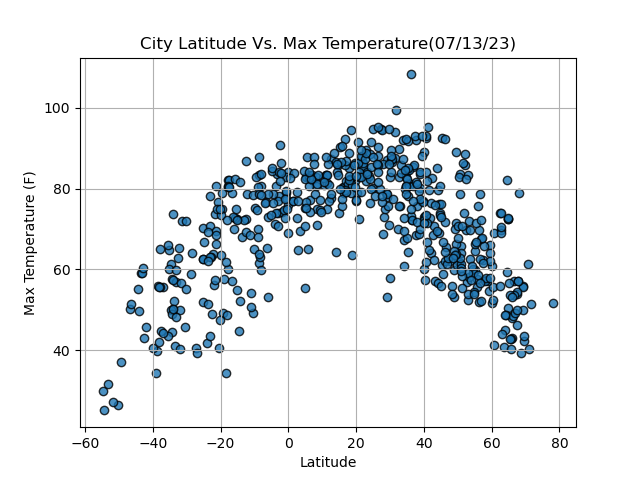 City Latitude Vs. Max Temperature(07/13/23)
100
80
60
40
Max Temperature (F)
−60 −40 −20 0 20 40 60 80
Latitude